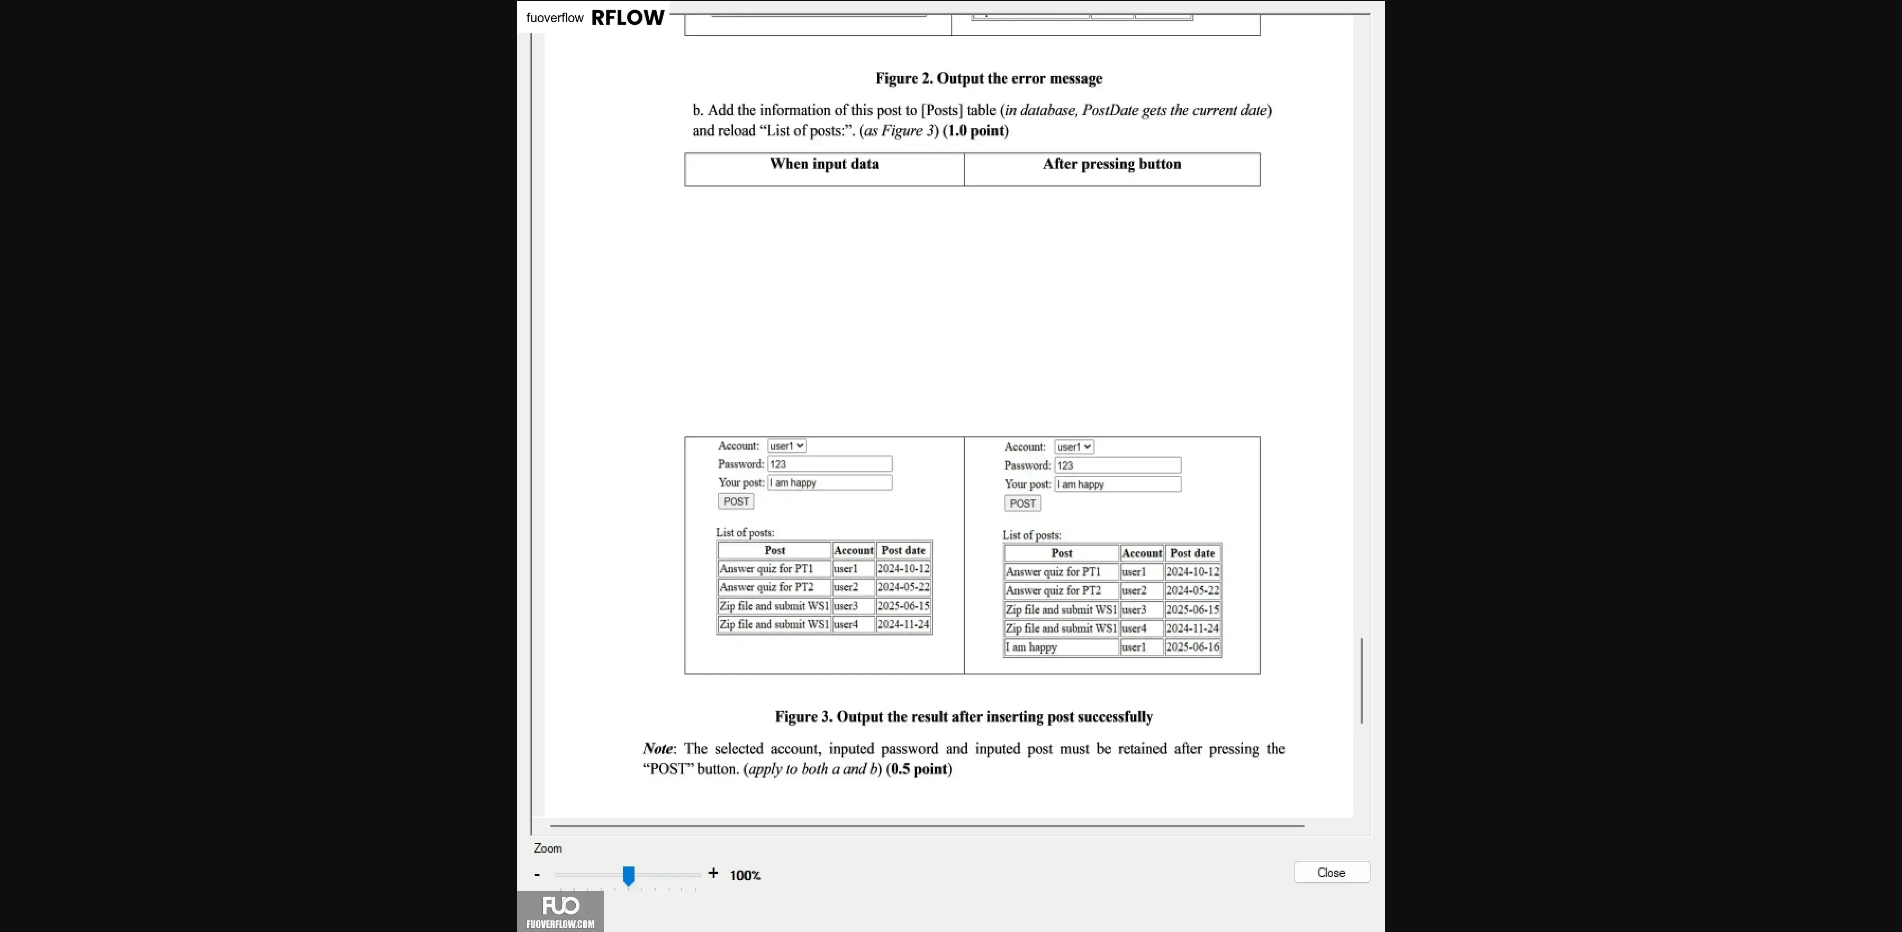 fuoverflow RFLOW
Figure 2. Output the error message
b. Add the information of this post to [Posts] table (in database, PostDate gets the current date)
and reload “List of posts:”. (as Figure 3) (1.0 point)
When input data After pressing button
Account: user1
Password: 123
Your post: I am happy
POST
List of posts:
Post Account Post date
Answer quiz for PT1 user1 2024-10-12
Answer quiz for PT2 user2 2024-05-22
Zip file and submit WS1 user3 2025-06-15
Zip file and submit WS1 user4 2024-11-24
Account: user1
Password: 123
Your post: I am happy
POST
List of posts:
Post Account Post date
Answer quiz for PT1 user1 2024-10-12
Answer quiz for PT2 user2 2024-05-22
Zip file and submit WS1 user3 2025-06-15
Zip file and submit WS1 user4 2024-11-24
I am happy user1 2025-06-16
Figure 3. Output the result after inserting post successfully
Note: The selected account, inputed password and inputed post must be retained after pressing the
“POST” button. (apply to both a and b) (0.5 point)
Zoom
- + 100%
Close
FUO
FUOVERFLOW.COM